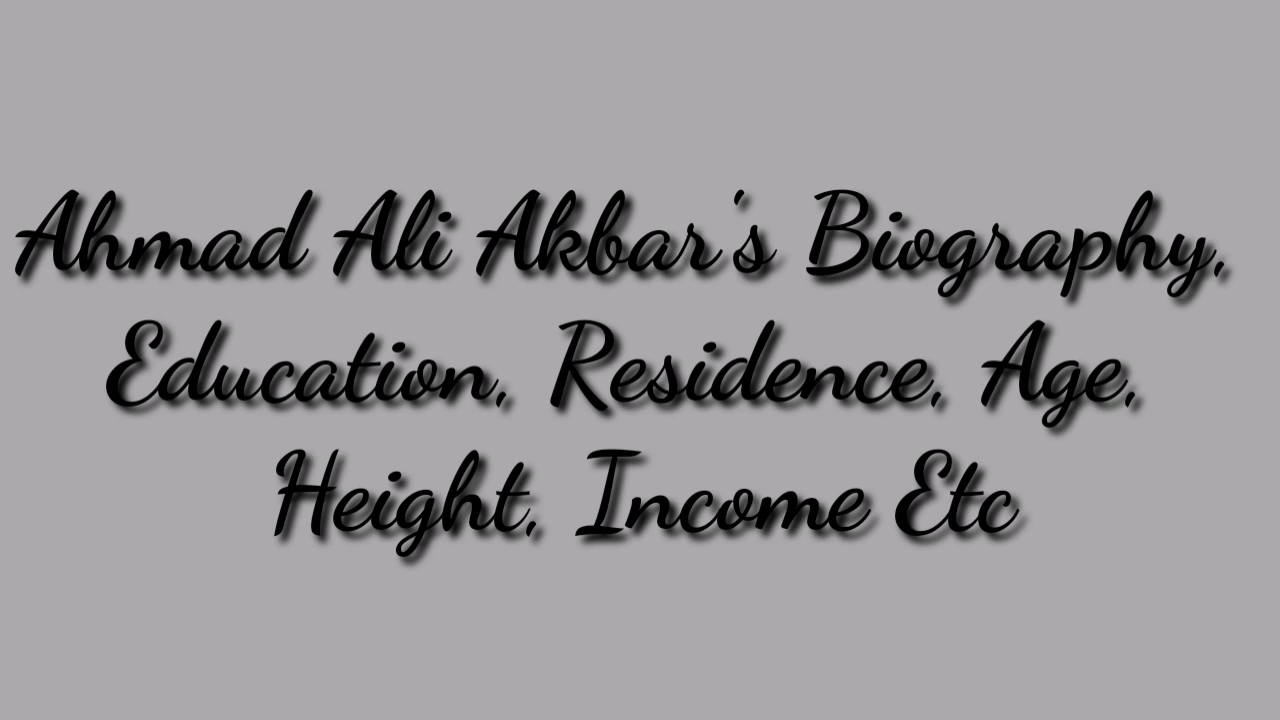 Ahmad Ali Akbar's Biography,
Education, Residence, Age,
Height, Income Etc